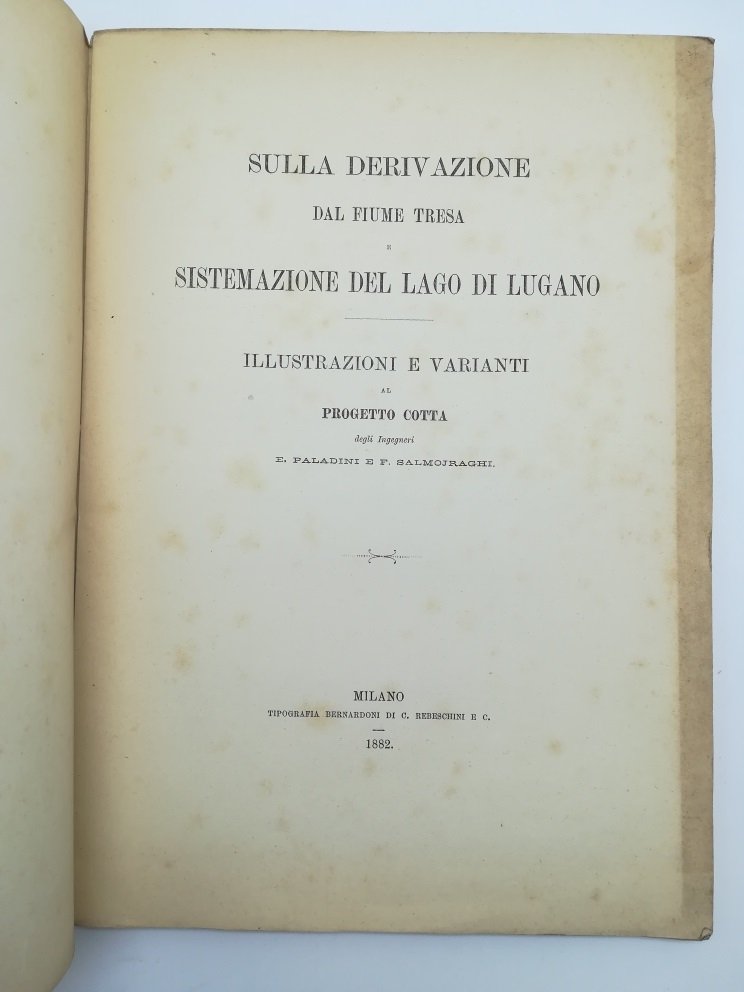 SULLA DERIVAZIONE
DAL FIUME TRESA
E
SISTEMAZIONE DEL LAGO DI LUGANO
ILLUSTRAZIONI E VARIANTI
AL
PROGETTO COTTA
degli Ingegneri
E. PALADINI E F. SALMOJRAGHI.
MILANO
TIPOGRAFIA BERNARDONI DI C. REBESCHINI E C.
1882.